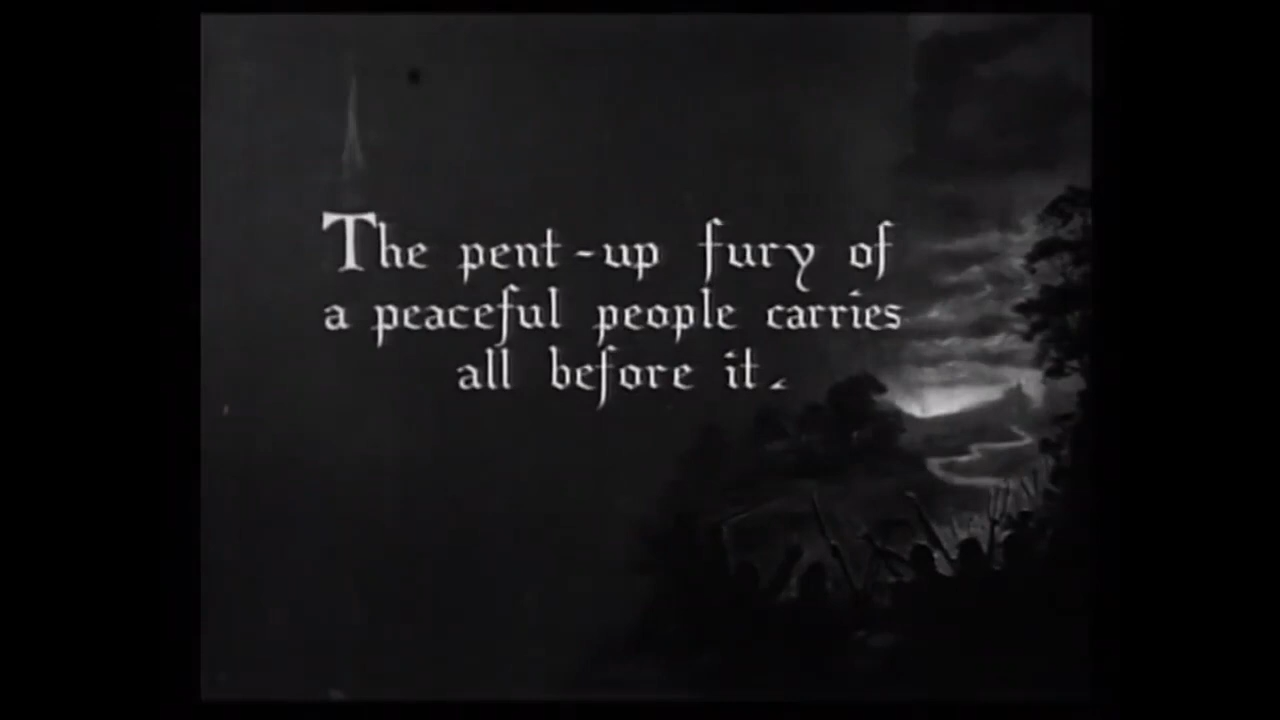 The pent-up fury of
a peaceful people carries
all before it.